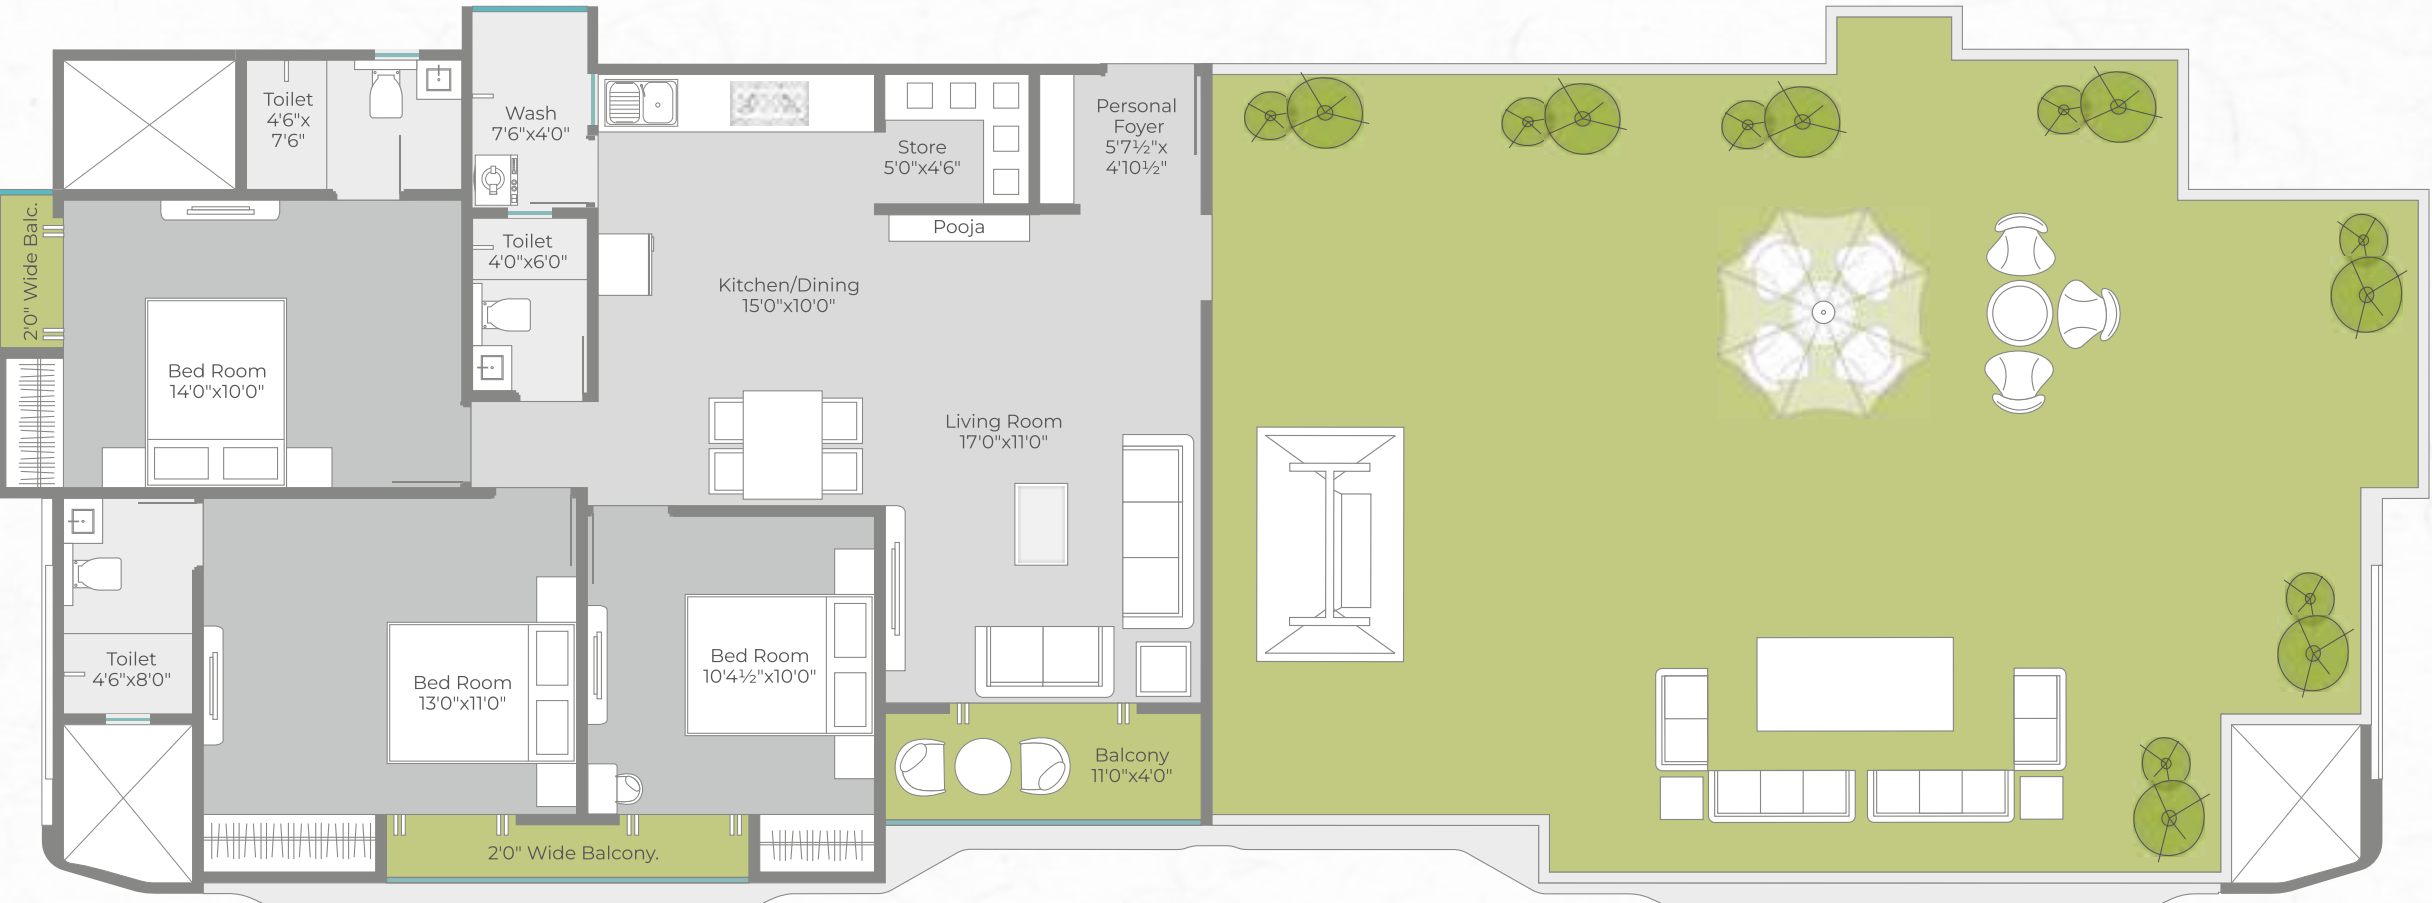 Toilet
4'6"x
7'6"
Wash
7'6"x4'0"
Store
5'0"x4'6"
Personal
Foyer
5'7½"x
4'10½"
2'0" Wide Balc.
Toilet
4'0"x6'0"
Pooja
Kitchen/Dining
15'0"x10'0"
Bed Room
14'0"x10'0"
Living Room
17'0"x11'0"
Toilet
4'6"x8'0"
Bed Room
13'0"x11'0"
Bed Room
10'4½"x10'0"
Balcony
11'0"x4'0"
2'0" Wide Balcony.